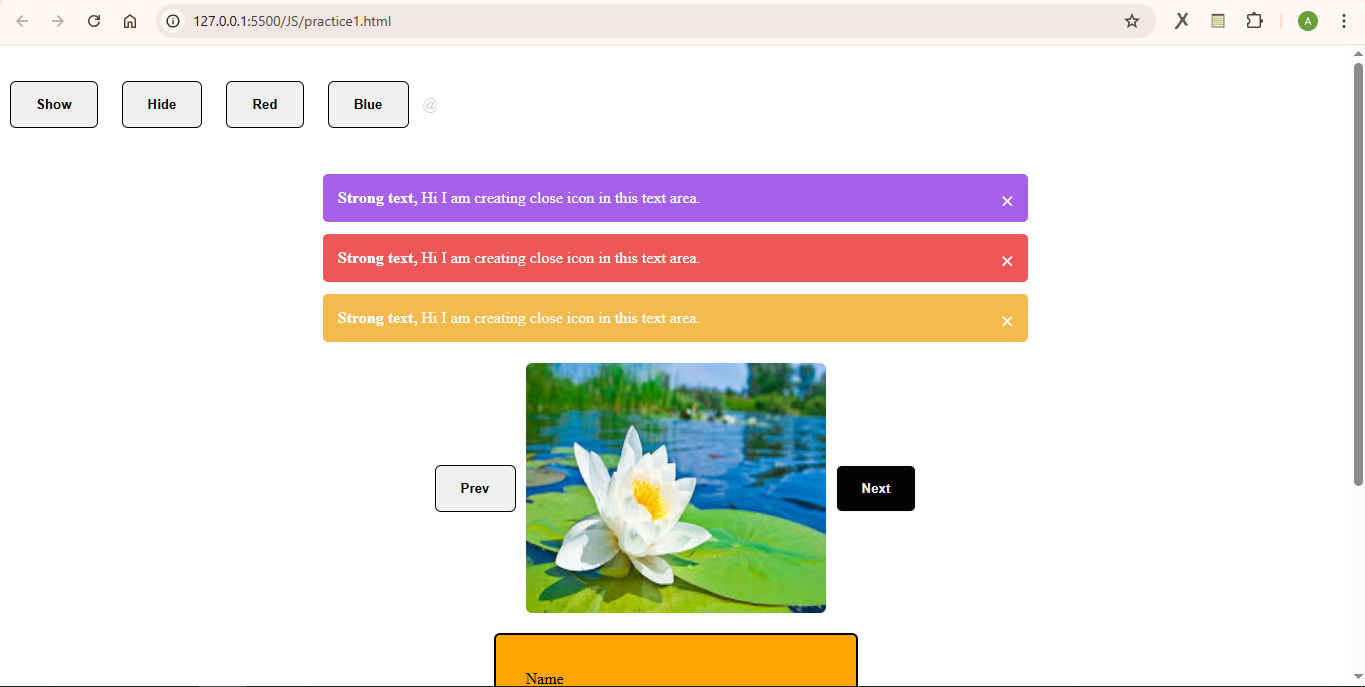 127.0.0.1:5500/JS/practice1.html
A
Show Hide Red Blue @
Strong text, Hi I am creating close icon in this text area. ×
Strong text, Hi I am creating close icon in this text area. ×
Strong text, Hi I am creating close icon in this text area. ×
Prev Next
Name